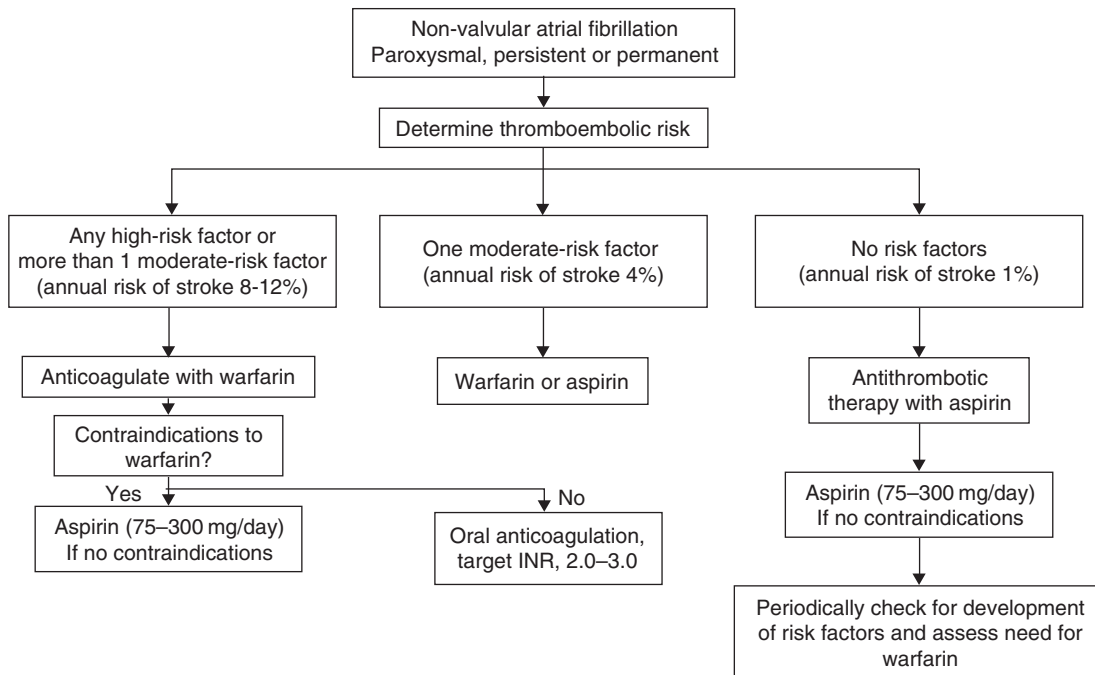 Non-valvular atrial fibrillation
Paroxysmal, persistent or permanent
Determine thromboembolic risk
Any high-risk factor or
more than 1 moderate-risk factor
(annual risk of stroke 8-12%)
One moderate-risk factor
(annual risk of stroke 4%)
No risk factors
(annual risk of stroke 1%)
Anticoagulate with warfarin
Warfarin or aspirin
Antithrombotic
therapy with aspirin
Contraindications to
warfarin?
Yes
No
Aspirin (75–300 mg/day)
If no contraindications
Oral anticoagulation,
target INR, 2.0–3.0
Aspirin (75–300 mg/day)
If no contraindications
Periodically check for development
of risk factors and assess need for
warfarin